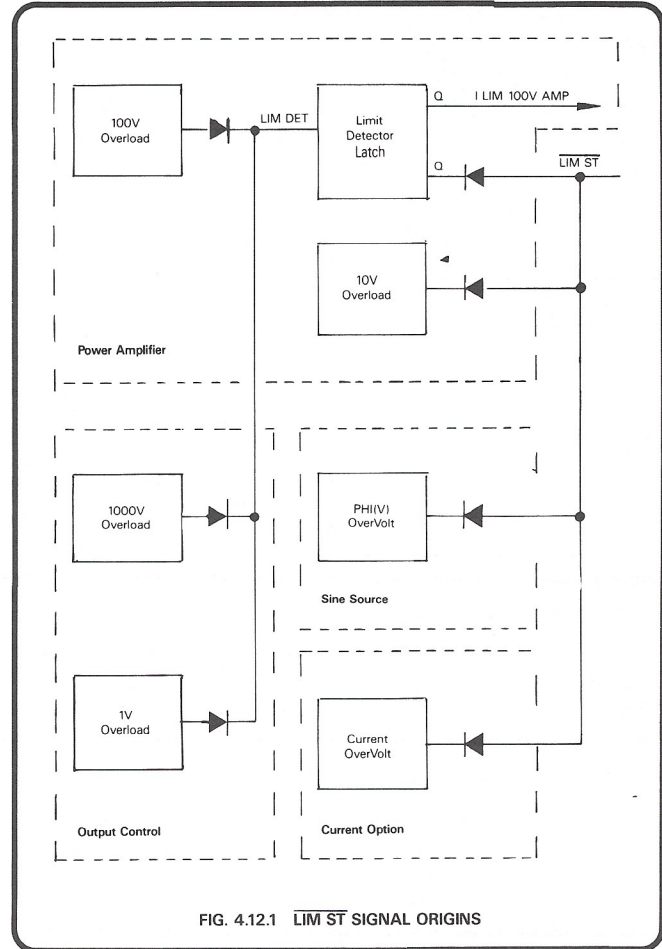 100V
Overload
LIM DET
Limit
Detector
Latch
Q
I LIM 100V AMP
Q
LIM ST
10V
Overload
Power Amplifier
1000V
Overload
PHI(V)
OverVolt
Sine Source
1V
Overload
Current
OverVolt
Output Control
Current Option
FIG. 4.12.1 LIM ST SIGNAL ORIGINS